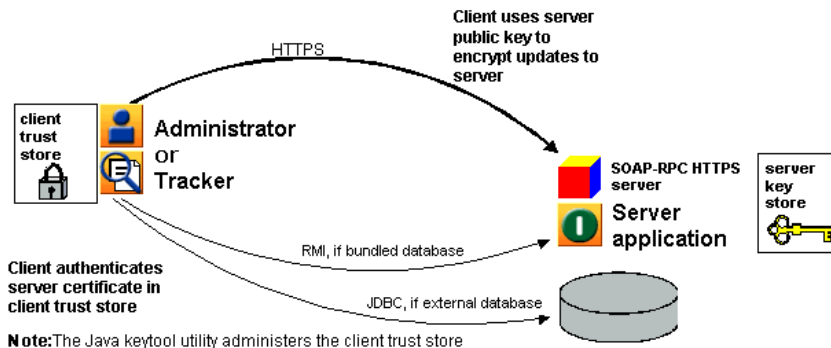 Client uses server
public key to
encrypt updates to
server
HTTPS
client
trust
store
Administrator
or
Tracker
SOAP-RPC HTTPS
server
Server
application
server
key
store
RMI, if bundled database
Client authenticates
server certificate in
client trust store
JDBC, if external database
Note:The Java keytool utility administers the client trust store